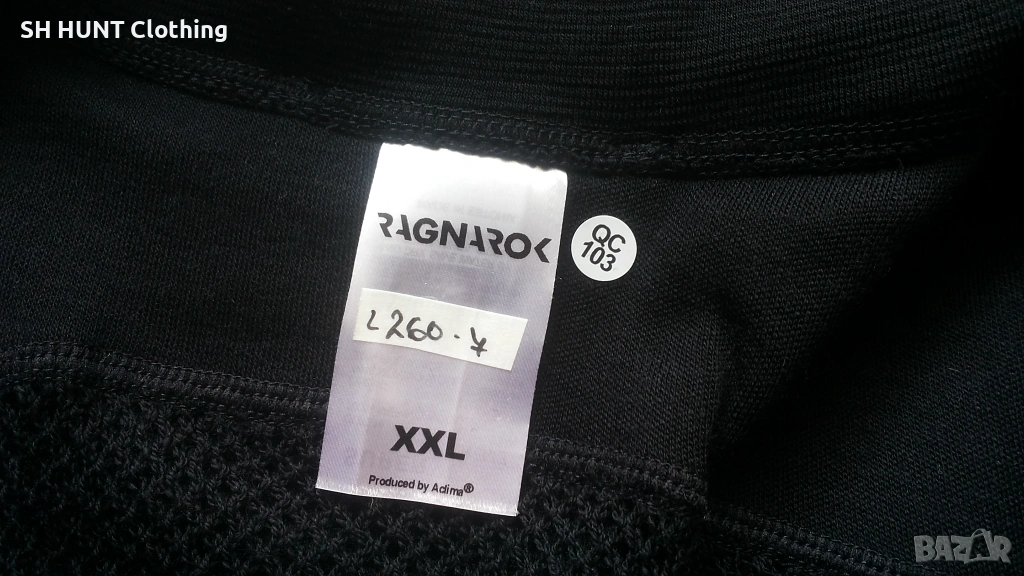 SH HUNT Clothing
RAGNAROK
QC
103
L260-7
XXL
Produced by Aclima®
BAZAR